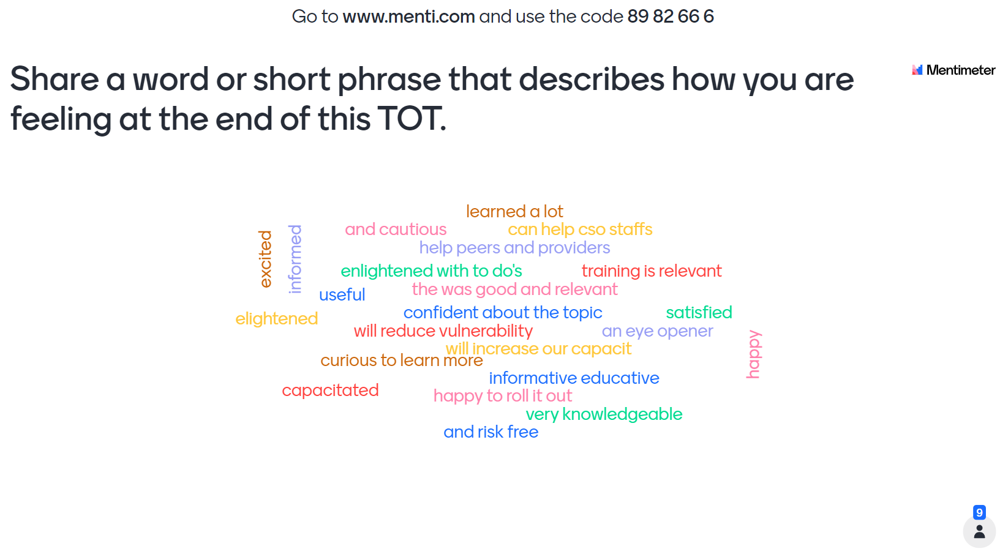 Go to www.menti.com and use the code 89 82 66 6
Mentimeter
Share a word or short phrase that describes how you are
feeling at the end of this TOT.
learned a lot
and cautious
can help cso staffs
excited
informed
help peers and providers
enlightened with to do's
training is relevant
the was good and relevant
useful
confident about the topic
satisfied
elightened
will reduce vulnerability
an eye opener
happy
will increase our capacit
curious to learn more
informative educative
capacitated
happy to roll it out
very knowledgeable
and risk free
9